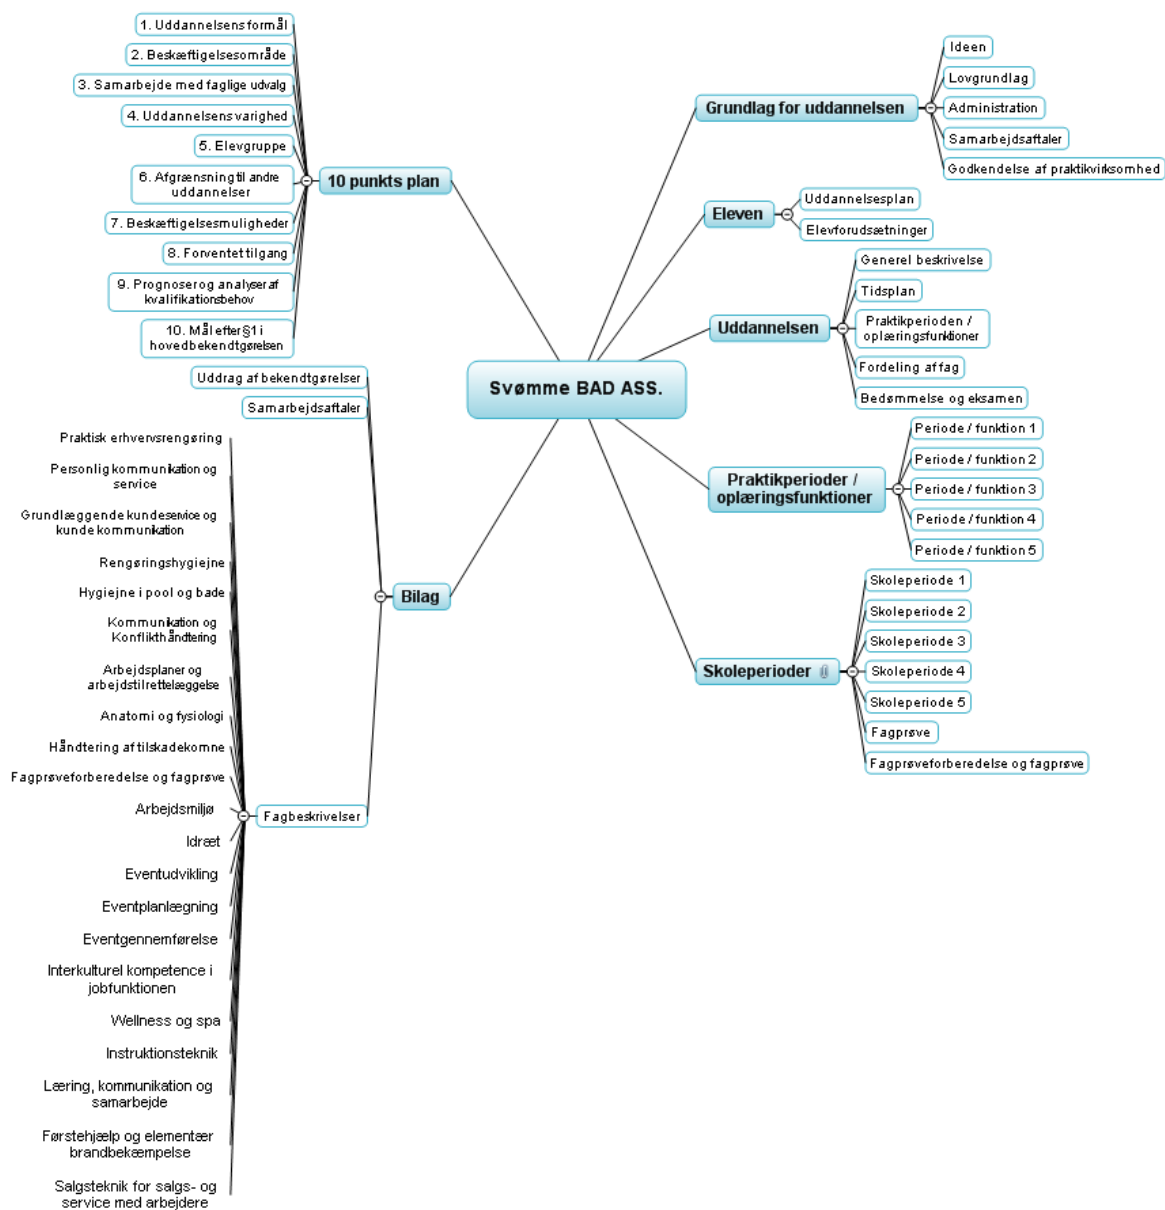 Svømme BAD ASS.
Grundlag for uddannelsen
Ideen
Lovgrundlag
Administration
Samarbejdsaftaler
Godkendelse af praktikvirksomhed
Eleven
Uddannelsesplan
Elevforudsætninger
Uddannelsen
Generel beskrivelse
Tidsplan
Praktikperioden /
oplæringsfunktioner
Fordeling af fag
Bedømmelse og eksamen
Praktikperioder /
oplæringsfunktioner
Periode / funktion 1
Periode / funktion 2
Periode / funktion 3
Periode / funktion 4
Periode / funktion 5
Skoleperioder
Skoleperiode 1
Skoleperiode 2
Skoleperiode 3
Skoleperiode 4
Skoleperiode 5
Fagprøve
Fagprøveforberedelse og fagprøve
10 punkts plan
1. Uddannelsens formål
2. Beskæftigelsesområde
3. Samarbejde med faglige udvalg
4. Uddannelsens varighed
5. Elevgruppe
6. Afgrænsning til andre
uddannelser
7. Beskæftigelsesmuligheder
8. Forventet tilgang
9. Prognoser og analyser af
kvalifikationsbehov
10. Mål efter §1 i
hovedbekendtgørelsen
Bilag
Uddrag af bekendtgørelser
Samarbejdsaftaler
Fagbeskrivelser
Praktisk erhvervsrengøring
Personlig kommunikation og
service
Grundlæggende kundeservice og
kunde kommunikation
Rengøringshygiejne
Hygiejne i pool og bade
Kommunikation og
Konflikthåndtering
Arbejdsplaner og
arbejdstilrettelæggelse
Anatomi og fysiologi
Håndtering af tilskadekomne
Fagprøveforberedelse og fagprøve
Arbejdsmiljø
Idræt
Eventudvikling
Eventplanlægning
Eventgennemførelse
Interkulturel kompetence i
jobfunktionen
Wellness og spa
Instruktionsteknik
Læring, kommunikation og
samarbejde
Førstehjælp og elementær
brandbekæmpelse
Salgsteknik for salgs- og
service med arbejdere